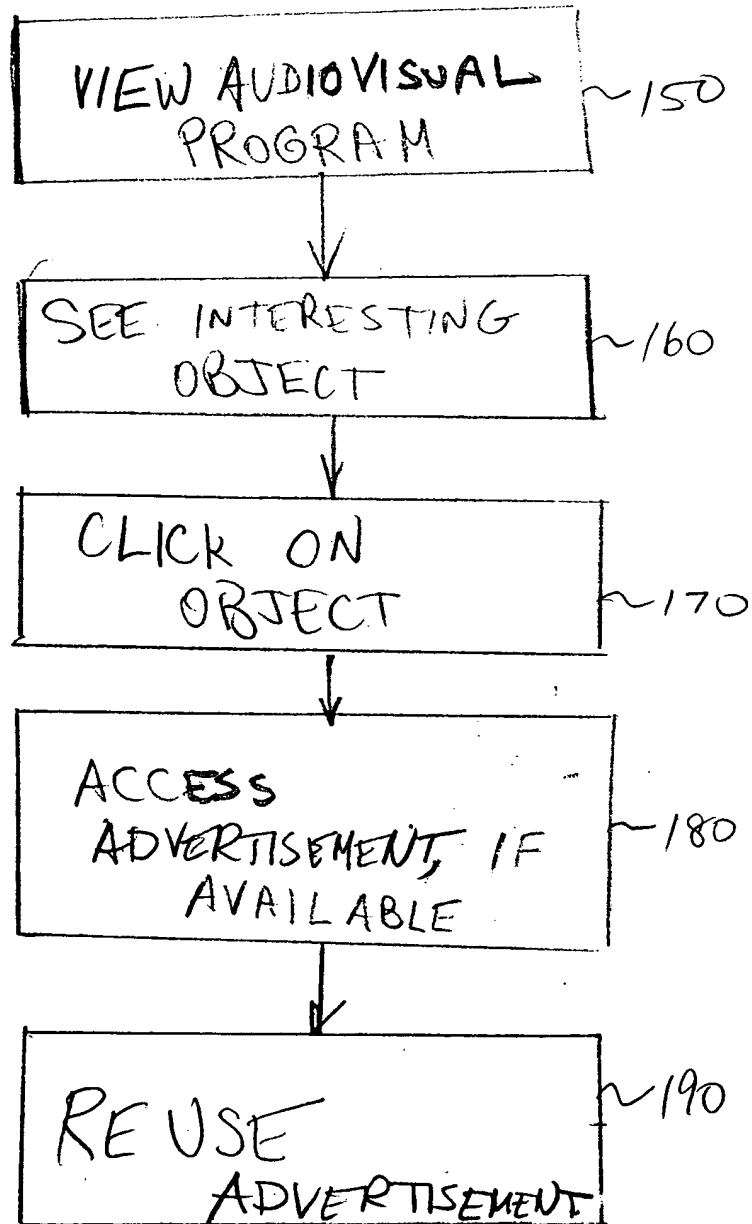 VIEW AUDIOVISUAL
PROGRAM
150
SEE INTERESTING
OBJECT
160
CLICK ON
OBJECT
170
ACCESS
ADVERTISEMENT, IF
AVAILABLE
180
REUSE
ADVERTISEMENT
190